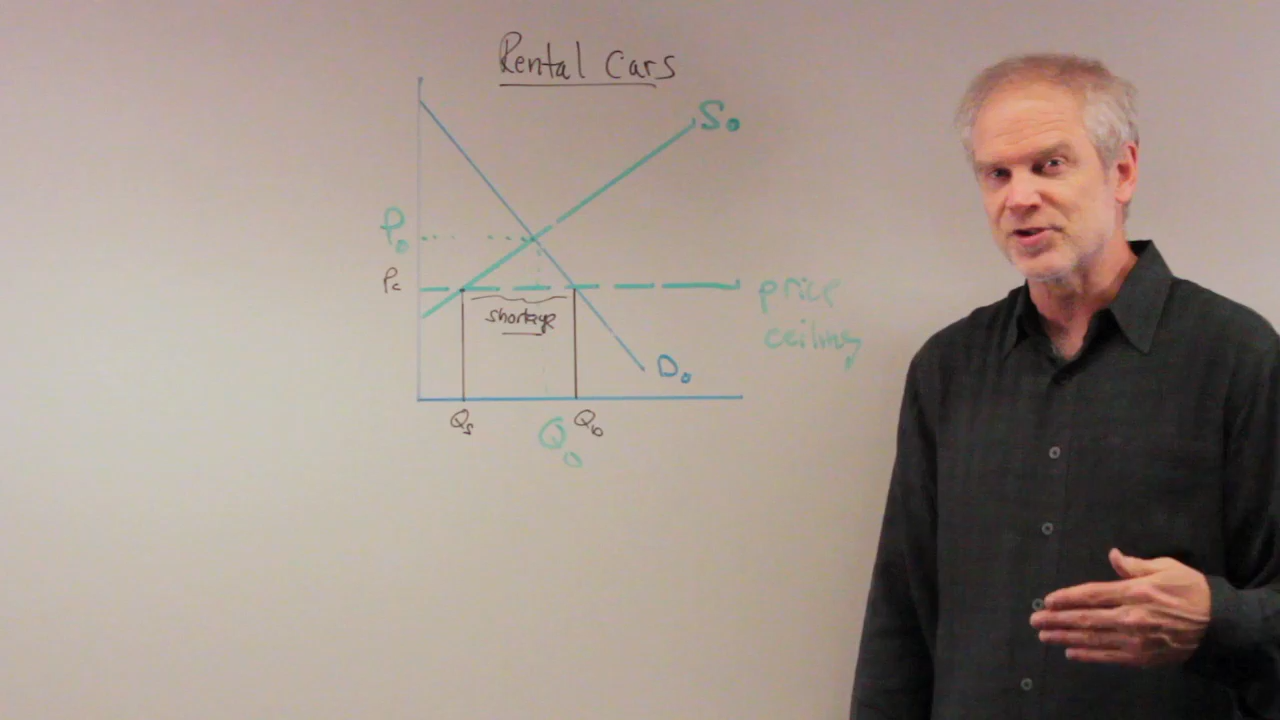 Rental Cars
S₀
P₀
Pc
price
ceiling
shortage
D₀
Qs
Q₀
QD